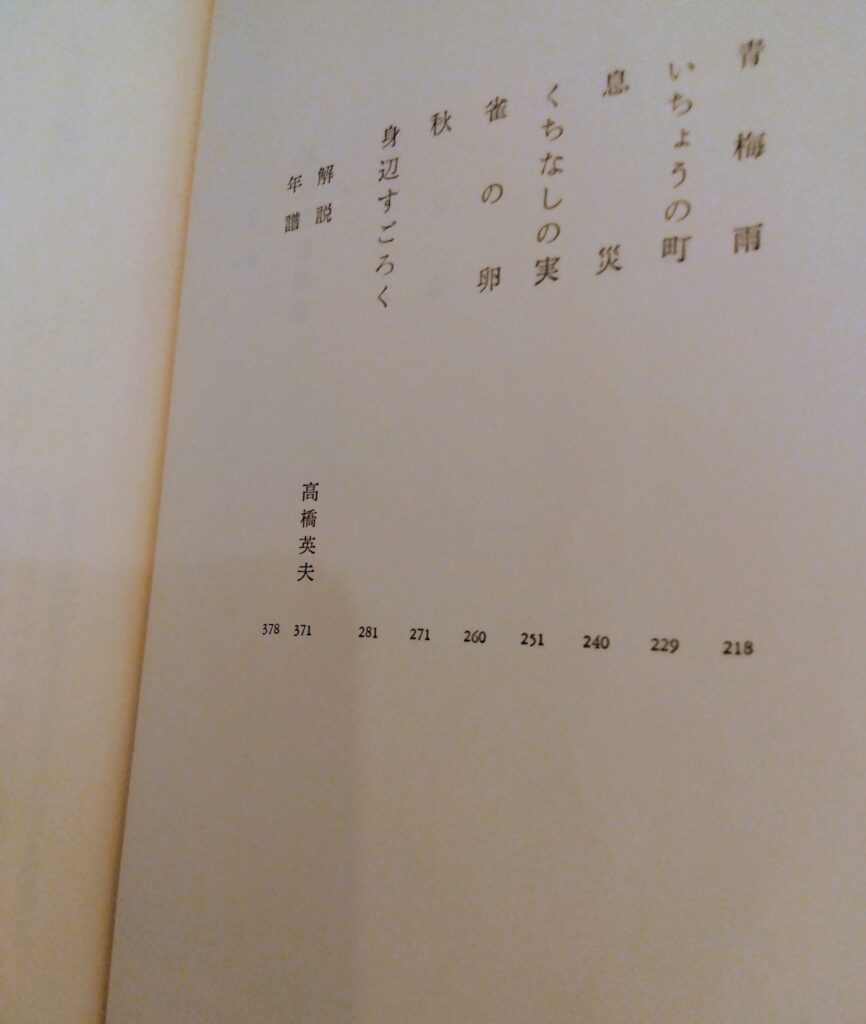 青梅雨 218
いちょうの町 229
息災 240
くちなしの実 251
雀の卵 260
秋 271
身辺すごろく 281
解説 高橋英夫 371
年譜 378